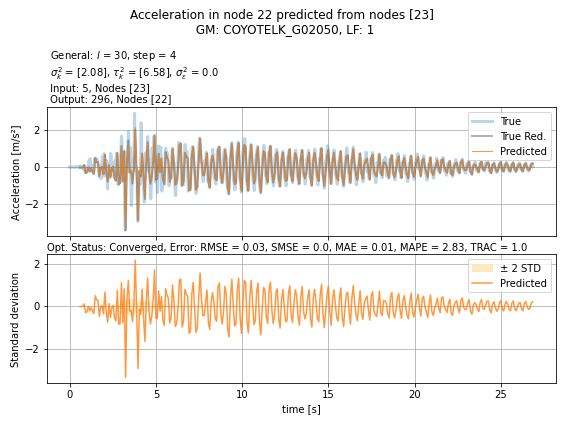 Acceleration in node 22 predicted from nodes [23]
GM: COYOTELK_G02050, LF: 1
General: l = 30, step = 4
σ²ₖ = [2.08], τ²ₖ = [6.58], σ²ε = 0.0
Input: 5, Nodes [23]
Output: 296, Nodes [22]
Acceleration [m/s²]
2
0
−2
True
True Red.
Predicted
Opt. Status: Converged, Error: RMSE = 0.03, SMSE = 0.0, MAE = 0.01, MAPE = 2.83, TRAC = 1.0
Standard deviation
2
0
−2
± 2 STD
Predicted
0 5 10 15 20 25
time [s]